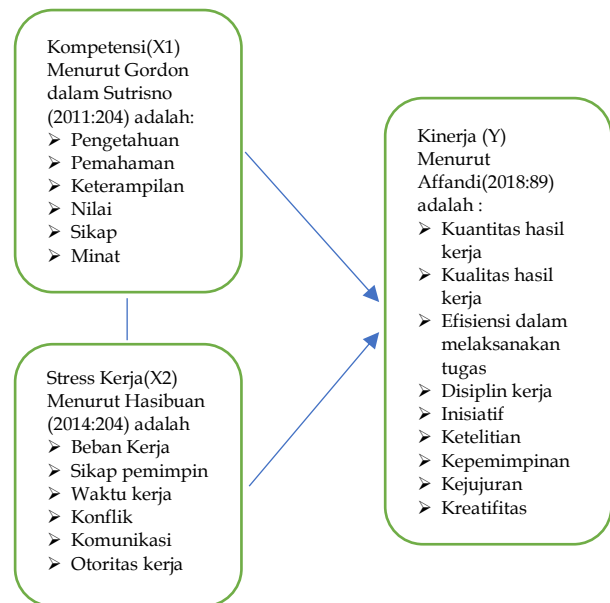 Kompetensi(X1)
Menurut Gordon
dalam Sutrisno
(2011:204) adalah:
➢ Pengetahuan
➢ Pemahaman
➢ Keterampilan
➢ Nilai
➢ Sikap
➢ Minat
Stress Kerja(X2)
Menurut Hasibuan
(2014:204) adalah
➢ Beban Kerja
➢ Sikap pemimpin
➢ Waktu kerja
➢ Konflik
➢ Komunikasi
➢ Otoritas kerja
Kinerja (Y)
Menurut
Affandi(2018:89)
adalah :
➢ Kuantitas hasil
kerja
➢ Kualitas hasil
kerja
➢ Efisiensi dalam
melaksanakan
tugas
➢ Disiplin kerja
➢ Inisiatif
➢ Ketelitian
➢ Kepemimpinan
➢ Kejujuran
➢ Kreatifitas